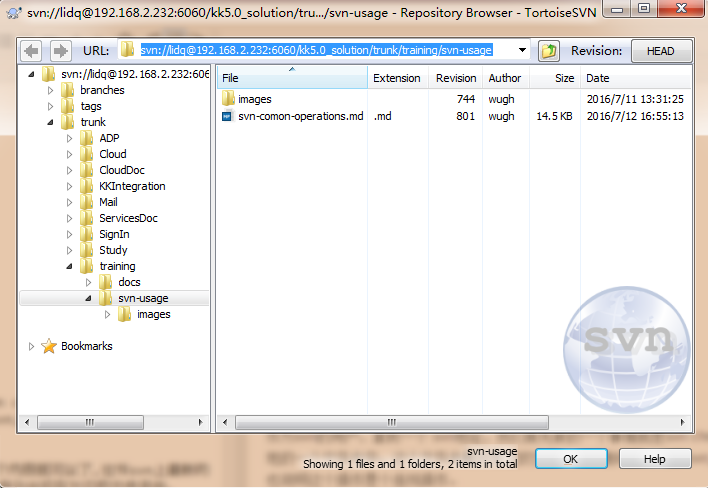 svn://lidq@192.168.2.232:6060/kk5.0_solution/tru.../svn-usage - Repository Browser - TortoiseSVN
URL: svn://lidq@192.168.2.232:6060/kk5.0_solution/trunk/training/svn-usage Revision: HEAD
svn://lidq@192.168.2.232:606
branches
tags
trunk
ADP
Cloud
CloudDoc
KKIntegration
Mail
ServicesDoc
SignIn
Study
training
docs
svn-usage
images
Bookmarks
File Extension Revision Author Size Date
images 744 wugh 2016/7/11 13:31:25
svn-comon-operations.md .md 801 wugh 14.5 KB 2016/7/12 16:55:13
svn
svn-usage
Showing 1 files and 1 folders, 2 items in total
OK Help